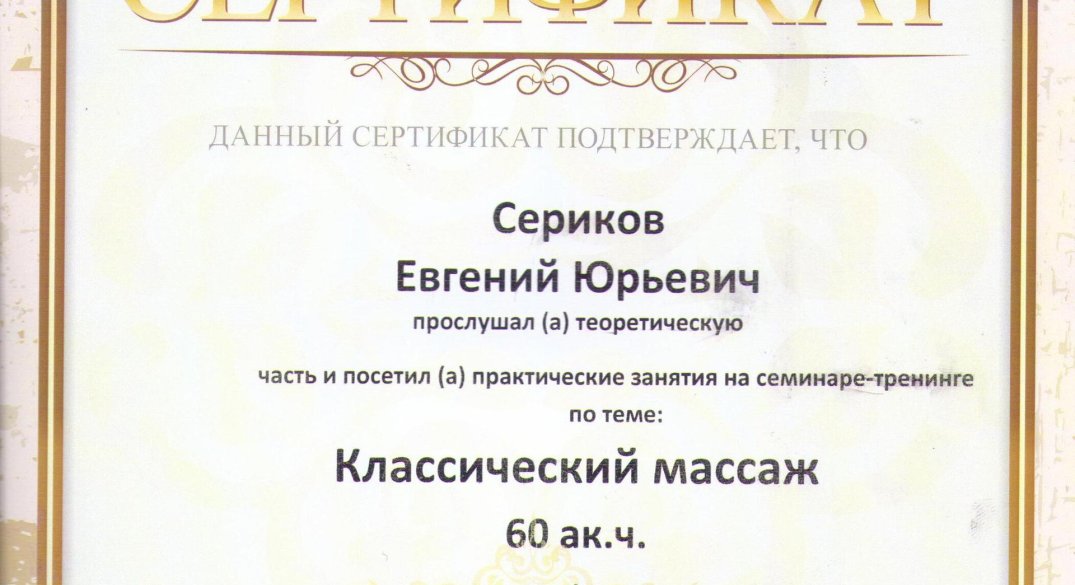 СЕРТИФИКАТ
ДАННЫЙ СЕРТИФИКАТ ПОДТВЕРЖДАЕТ, ЧТО
Сериков
Евгений Юрьевич
прослушал (а) теоретическую
часть и посетил (а) практические занятия на семинаре-тренинге
по теме:
Классический массаж
60 ак.ч.